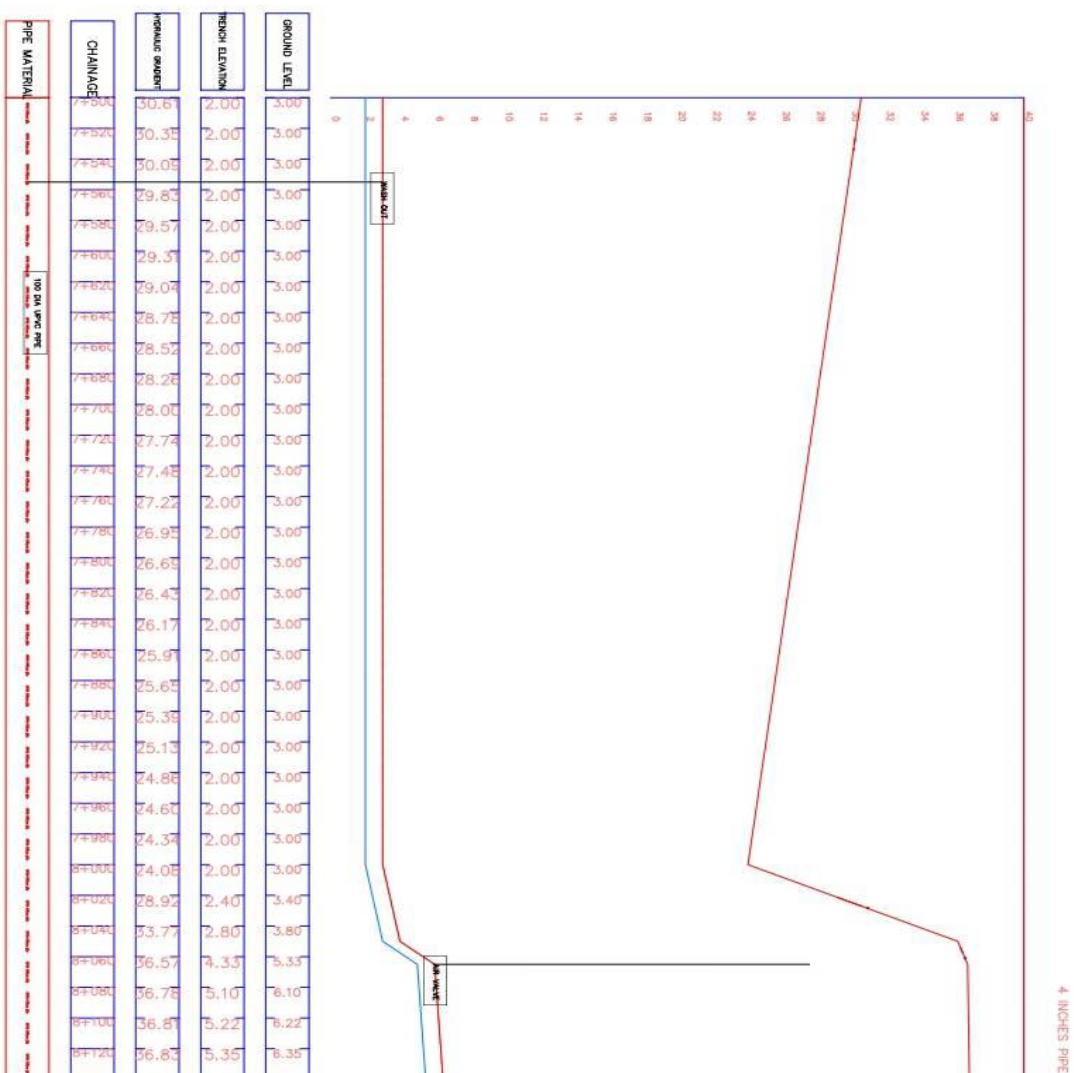 4 INCHES PIPE
40
38
36
34
32
30
28
26
24
22
20
18
16
14
12
10
8
6
4
2
0
AIR VALVE
WASH OUT
GROUND LEVEL 3.00 3.00 3.00 3.00 3.00 3.00 3.00 3.00 3.00 3.00 3.00 3.00 3.00 3.00 3.00 3.00 3.00 3.00 3.00 3.00 3.00 3.00 3.00 3.00 3.00 3.00 3.40 3.80 5.33 6.10 6.22 6.35
TRENCH ELEVATION 2.00 2.00 2.00 2.00 2.00 2.00 2.00 2.00 2.00 2.00 2.00 2.00 2.00 2.00 2.00 2.00 2.00 2.00 2.00 2.00 2.00 2.00 2.00 2.00 2.00 2.00 2.40 2.80 4.33 5.10 5.22 5.35
HYDRAULIC GRADIENT 30.61 30.35 30.09 29.83 29.57 29.31 29.04 28.78 28.52 28.26 28.00 27.74 27.48 27.22 26.95 26.69 26.43 26.17 25.91 25.65 25.39 25.13 24.86 24.60 24.34 24.08 28.92 33.77 36.57 36.78 36.81 36.83
CHAINAGE 7+500 7+520 7+540 7+560 7+580 7+600 7+620 7+640 7+660 7+680 7+700 7+720 7+740 7+760 7+780 7+800 7+820 7+840 7+860 7+880 7+900 7+920 7+940 7+960 7+980 8+000 8+020 8+040 8+060 8+080 8+100 8+120
PIPE MATERIAL
100 DIA UPVC PIPE